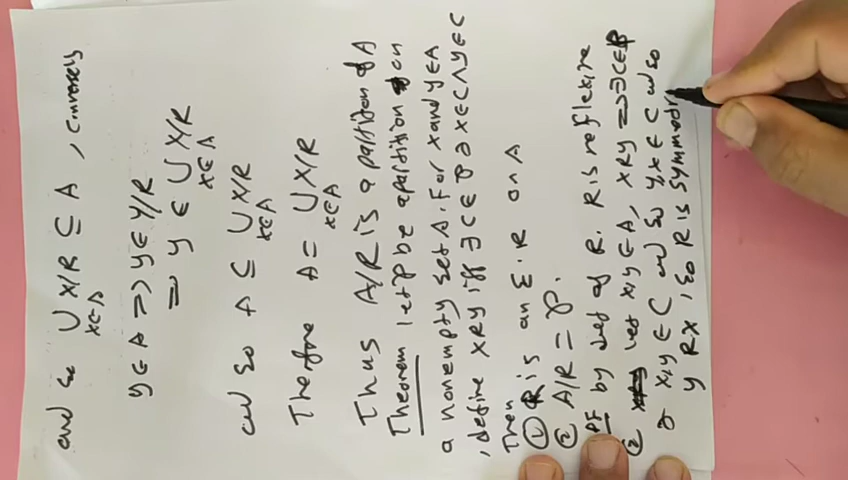 and so ∪ X/R ⊆ A , conversely
x∈A
y∈A ⇒ y∈ Y/R
⇒ y ∈ ∪ X/R
x∈A
and so A ⊆ ∪ X/R
x∈A
Therefore A = ∪ X/R
x∈A
Thus A/R is a partition of A
Theorem let ℘ be a partition on
a nonempty set A. For x and y ∈ A
, define xRy iff ∃ C ∈ ℘ ∋ x ∈ C ∧ y ∈ C
Then
① R is an E.R on A
② A/R = ℘.
Pf by def of R. R is reflexive
② let x,y ∈ A, xRy ⇒ ∃ C ∈ ℘
∋ x,y ∈ C and so y,x ∈ C and so
y R x , so R is symmetr